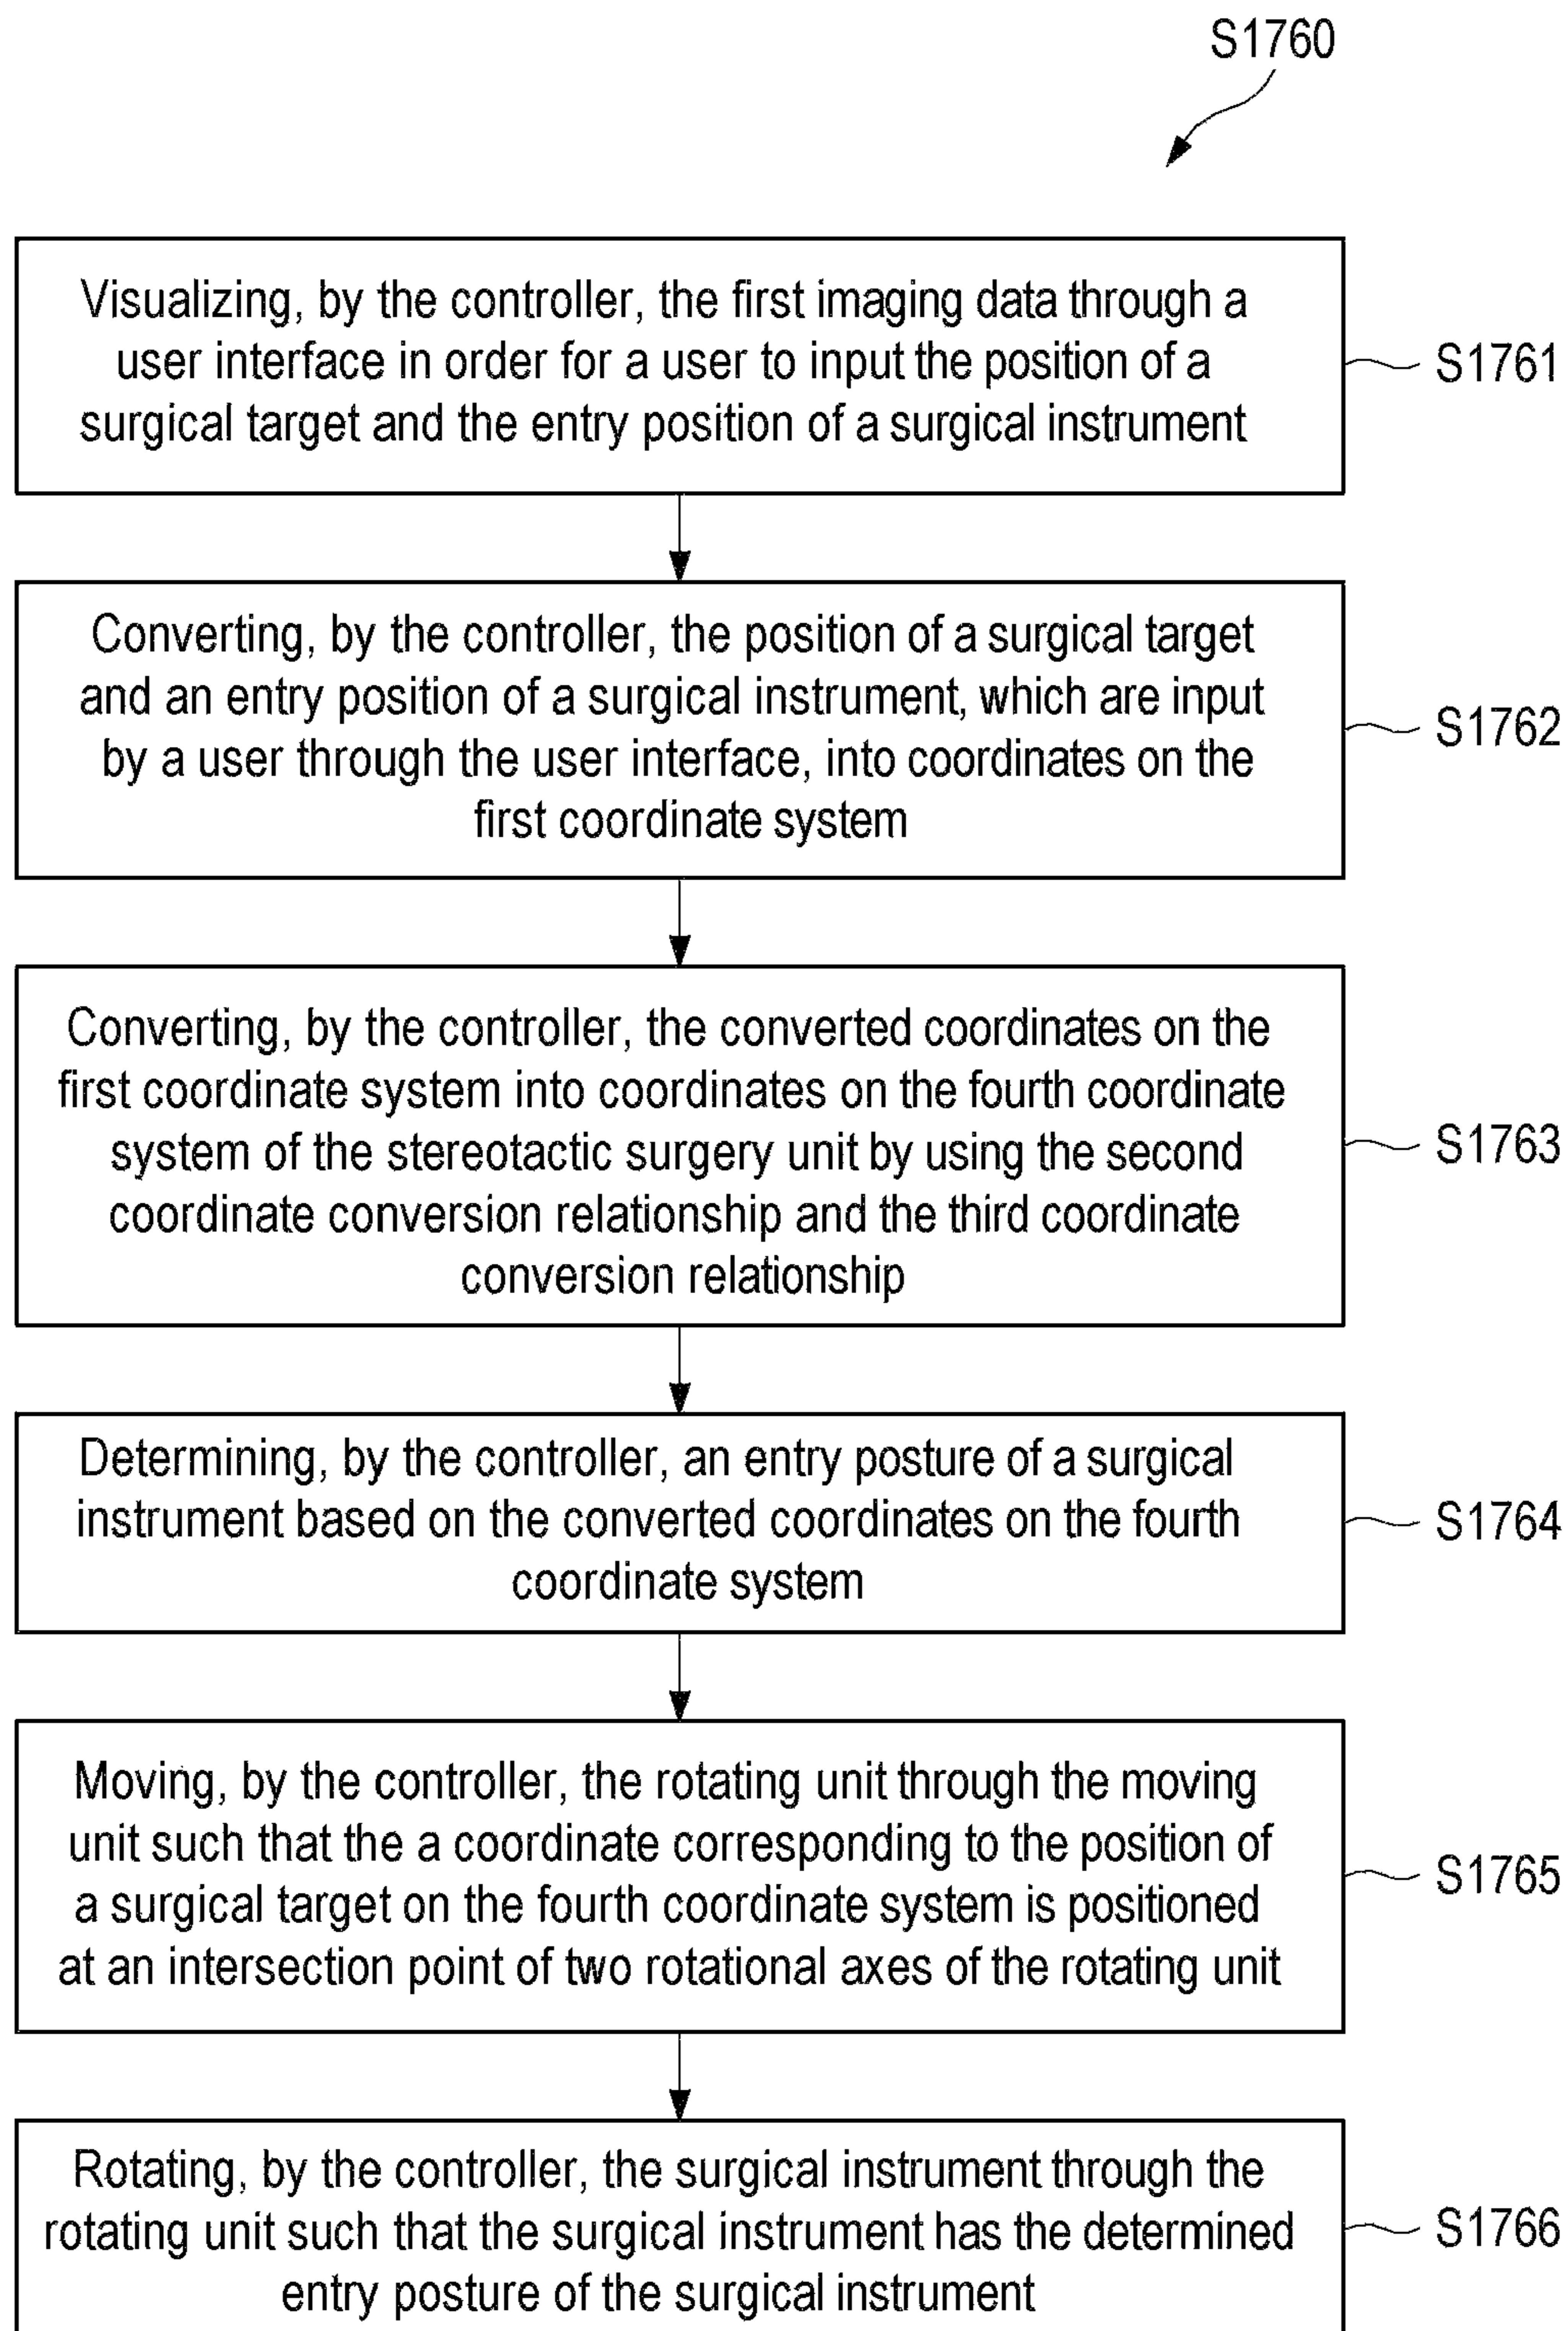 S1760
Visualizing, by the controller, the first imaging data through a
user interface in order for a user to input the position of a
surgical target and the entry position of a surgical instrument
S1761
Converting, by the controller, the position of a surgical target
and an entry position of a surgical instrument, which are input
by a user through the user interface, into coordinates on the
first coordinate system
S1762
Converting, by the controller, the converted coordinates on the
first coordinate system into coordinates on the fourth coordinate
system of the stereotactic surgery unit by using the second
coordinate conversion relationship and the third coordinate
conversion relationship
S1763
Determining, by the controller, an entry posture of a surgical
instrument based on the converted coordinates on the fourth
coordinate system
S1764
Moving, by the controller, the rotating unit through the moving
unit such that the a coordinate corresponding to the position of
a surgical target on the fourth coordinate system is positioned
at an intersection point of two rotational axes of the rotating unit
S1765
Rotating, by the controller, the surgical instrument through the
rotating unit such that the surgical instrument has the determined
entry posture of the surgical instrument
S1766